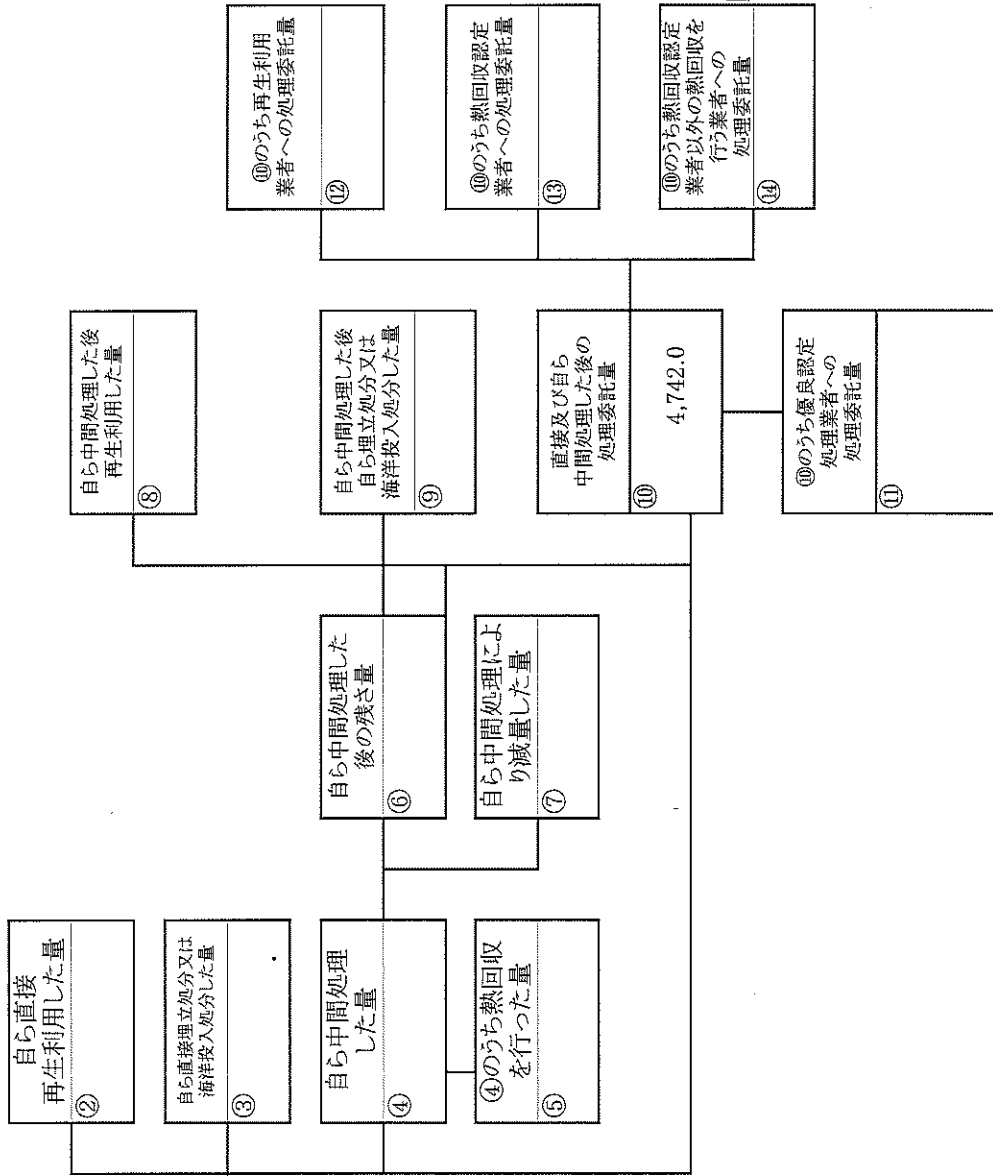 自ら直接
再生利用した量
②
自ら直接埋立処分又は
海洋投入処分した量
③
自ら中間処理
した量
④
④のうち熱回収
を行った量
⑤
自ら中間処理した
後の残さ量
⑥
自ら中間処理によ
り減量した量
⑦
自ら中間処理した後
再生利用した量
⑧
自ら中間処理した後
自ら埋立処分又は
海洋投入処分した量
⑨
直接及び自ら
中間処理した後の
処理委託量
⑩
4,742.0
⑩のうち優良認定
処理業者への
処理委託量
⑪
⑩のうち再生利用
業者への処理委託量
⑫
⑩のうち熱回収認定
業者への処理委託量
⑬
⑩のうち熱回収認定
業者以外の熱回収を
行う業者への
処理委託量
⑭